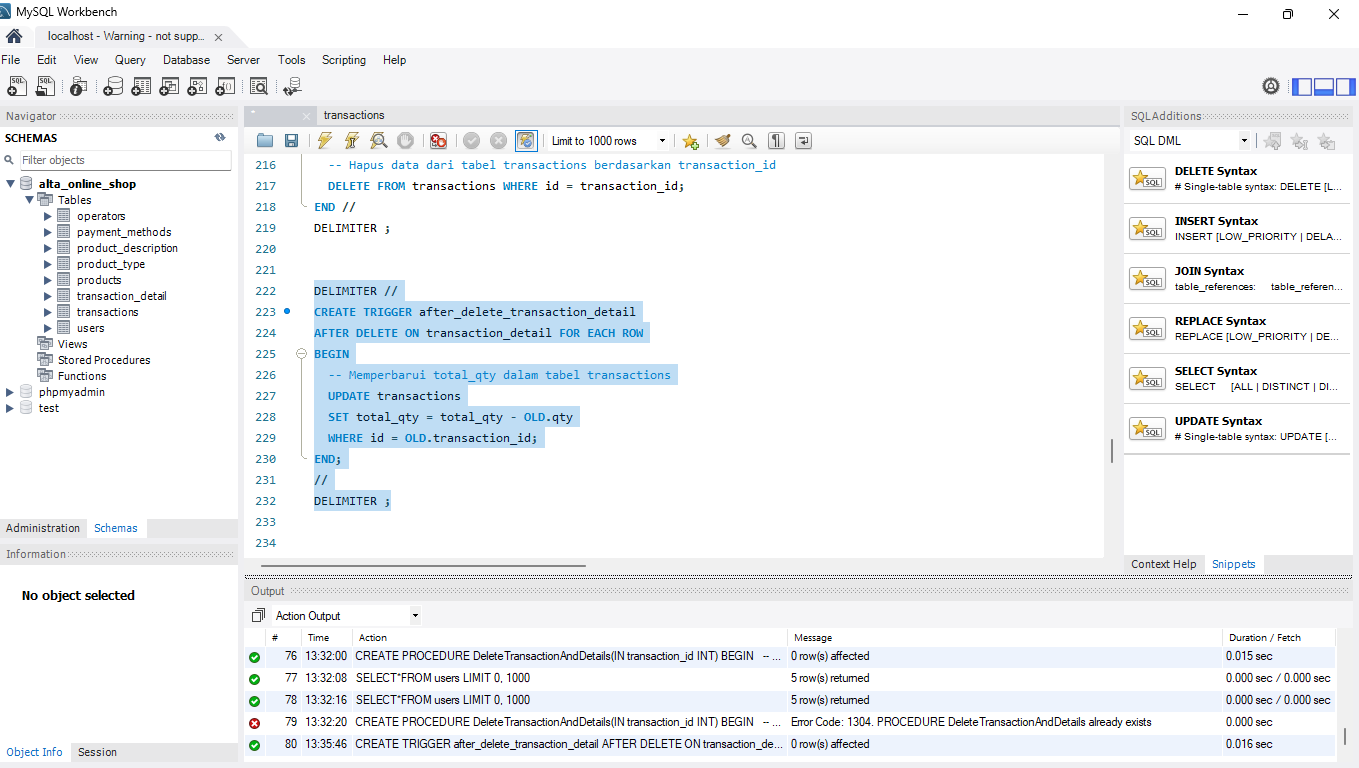 MySQL Workbench
localhost - Warning - not supp...
File Edit View Query Database Server Tools Scripting Help
Navigator
SCHEMAS
Filter objects
alta_online_shop
Tables
operators
payment_methods
product_description
product_type
products
transaction_detail
transactions
users
Views
Stored Procedures
Functions
phpmyadmin
test
Administration Schemas
Information
No object selected
Object Info Session
transactions
Limit to 1000 rows
216 -- Hapus data dari tabel transactions berdasarkan transaction_id
217 DELETE FROM transactions WHERE id = transaction_id;
218 END //
219 DELIMITER ;
220
221
222 DELIMITER //
223 CREATE TRIGGER after_delete_transaction_detail
224 AFTER DELETE ON transaction_detail FOR EACH ROW
225 BEGIN
226 -- Memperbarui total_qty dalam tabel transactions
227 UPDATE transactions
228 SET total_qty = total_qty - OLD.qty
229 WHERE id = OLD.transaction_id;
230 END;
231 //
232 DELIMITER ;
233
234
SQLAdditions
SQL DML
DELETE Syntax
# Single-table syntax: DELETE [L...
INSERT Syntax
INSERT [LOW_PRIORITY | DELA...
JOIN Syntax
table_references: table_referen...
REPLACE Syntax
REPLACE [LOW_PRIORITY | DE...
SELECT Syntax
SELECT [ALL | DISTINCT | DI...
UPDATE Syntax
# Single-table syntax: UPDATE [...
Context Help Snippets
Output
Action Output
# Time Action Message Duration / Fetch
76 13:32:00 CREATE PROCEDURE DeleteTransactionAndDetails(IN transaction_id INT) BEGIN -- ... 0 row(s) affected 0.015 sec
77 13:32:08 SELECT*FROM users LIMIT 0, 1000 5 row(s) returned 0.000 sec / 0.000 sec
78 13:32:16 SELECT*FROM users LIMIT 0, 1000 5 row(s) returned 0.000 sec / 0.000 sec
79 13:32:20 CREATE PROCEDURE DeleteTransactionAndDetails(IN transaction_id INT) BEGIN -- ... Error Code: 1304. PROCEDURE DeleteTransactionAndDetails already exists 0.000 sec
80 13:35:46 CREATE TRIGGER after_delete_transaction_detail AFTER DELETE ON transaction_de... 0 row(s) affected 0.016 sec